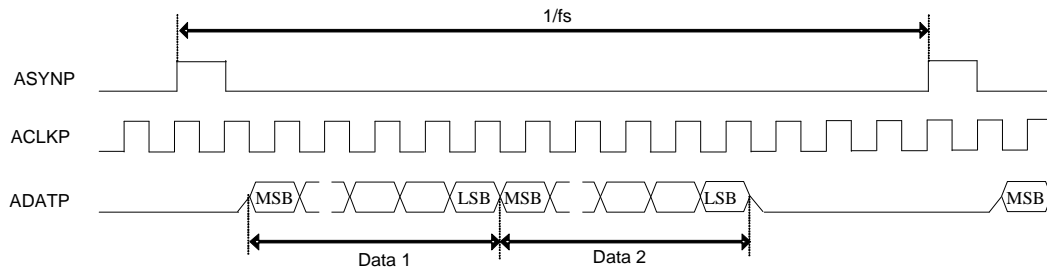 1/fs
ASYNP
ACLKP
ADATP MSB LSB MSB LSB MSB
Data 1 Data 2